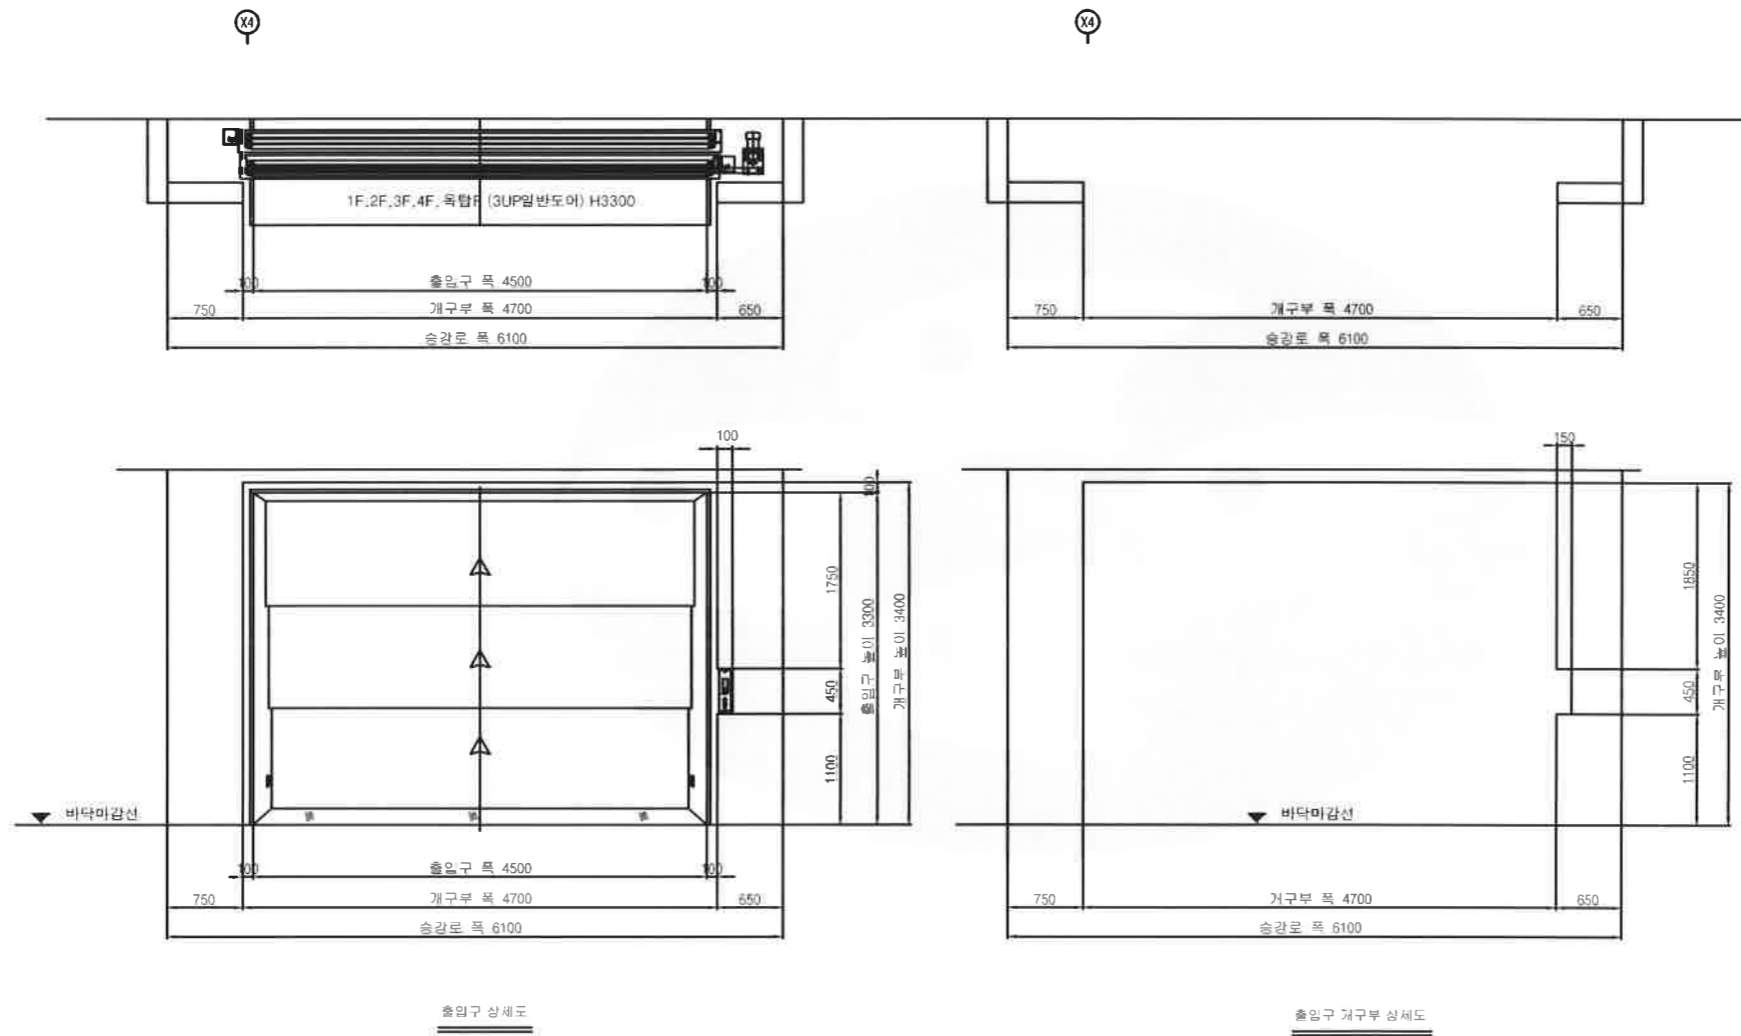 X4
X4
1F,2F,3F,4F,옥탑F (3UP일반도어) H3300
100
출입구 폭 4500
100
750
개구부 폭 4700
650
승강로 폭 6100
750
개구부 폭 4700
650
승강로 폭 6100
100
100
1750
450
1100
출입구 높이 3300
개구부 높이 3400
바닥마감선
100
출입구 폭 4500
100
750
개구부 폭 4700
650
승강로 폭 6100
150
1850
450
1100
개구부 높이 3400
바닥마감선
750
개구부 폭 4700
650
승강로 폭 6100
출입구 상세도
출입구 개구부 상세도